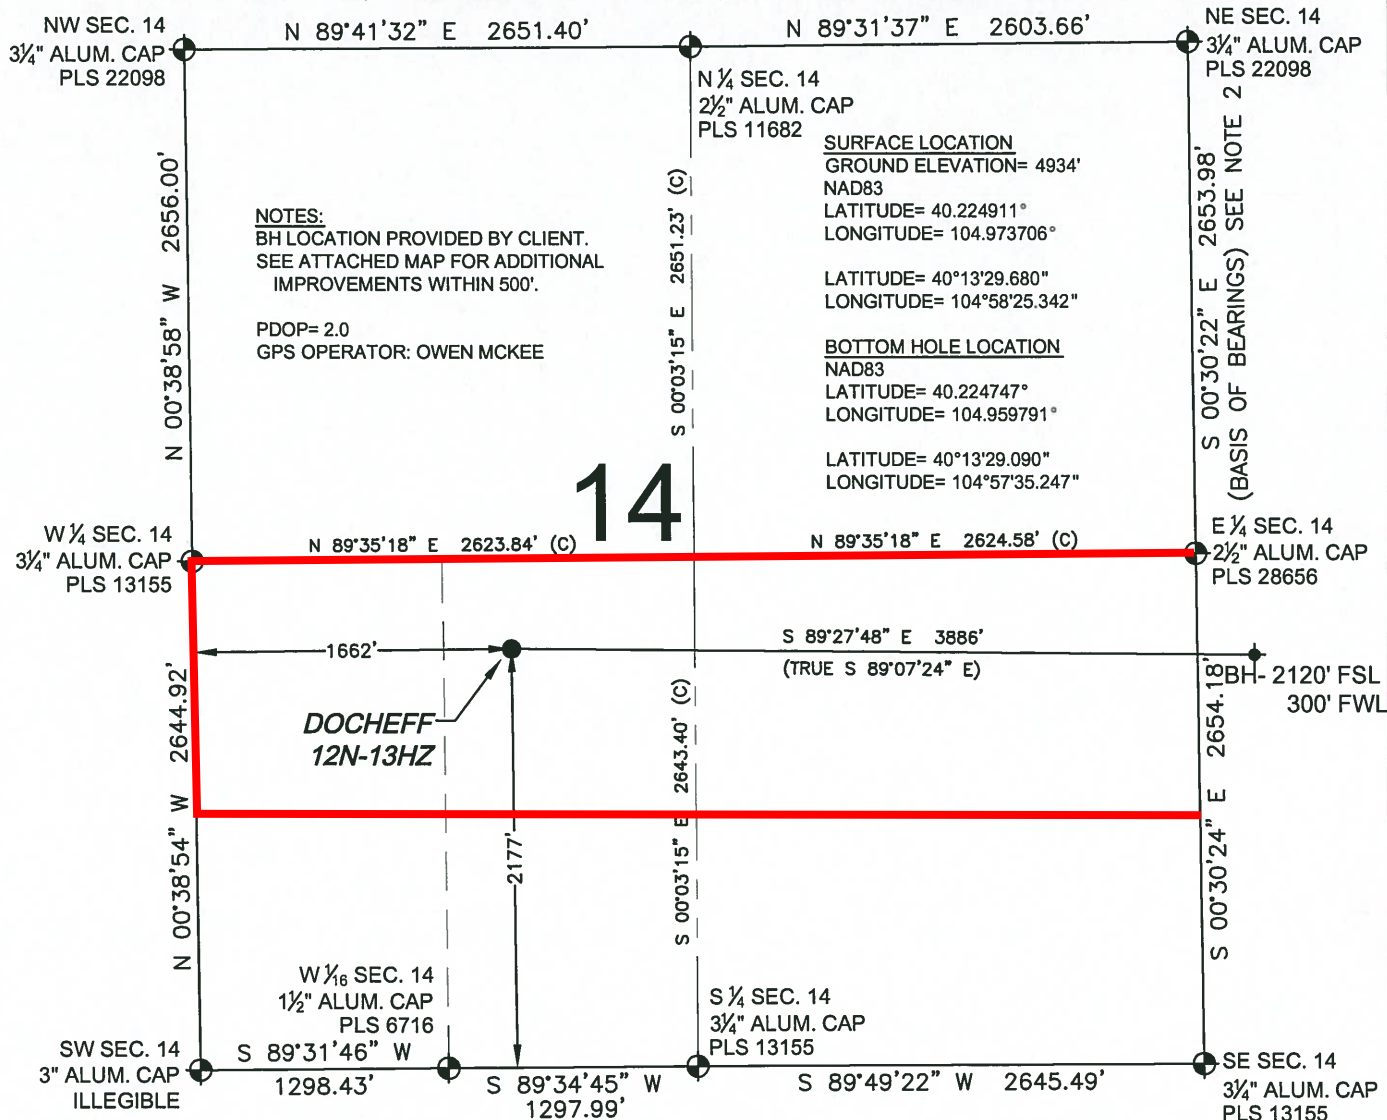 NW SEC. 14
3¼" ALUM. CAP
PLS 22098
N 89°41'32" E 2651.40'
N 89°31'37" E 2603.66'
NE SEC. 14
3¼" ALUM. CAP
PLS 22098
N ¼ SEC. 14
2½" ALUM. CAP
PLS 11682
SURFACE LOCATION
GROUND ELEVATION= 4934'
NAD83
LATITUDE= 40.224911°
LONGITUDE= 104.973706°
LATITUDE= 40°13'29.680"
LONGITUDE= 104°58'25.342"
BOTTOM HOLE LOCATION
NAD83
LATITUDE= 40.224747°
LONGITUDE= 104.959791°
LATITUDE= 40°13'29.090"
LONGITUDE= 104°57'35.247"
NOTES:
BH LOCATION PROVIDED BY CLIENT.
SEE ATTACHED MAP FOR ADDITIONAL
IMPROVEMENTS WITHIN 500'.
PDOP= 2.0
GPS OPERATOR: OWEN MCKEE
N 00°38'58" W 2656.00'
S 00°03'15" E 2651.23' (C)
S 00°30'22" E 2653.98'
(BASIS OF BEARINGS) SEE NOTE 2
14
W ¼ SEC. 14
3¼" ALUM. CAP
PLS 13155
N 89°35'18" E 2623.84' (C)
N 89°35'18" E 2624.58' (C)
E ¼ SEC. 14
2½" ALUM. CAP
PLS 28656
1662'
S 89°27'48" E 3886'
(TRUE S 89°07'24" E)
BH- 2120' FSL
300' FWL
DOCHEFF
12N-13HZ
N 00°38'54" W 2644.92'
2177'
S 00°03'15" E 2643.40' (C)
S 00°30'24" E 2654.18'
W 1⁄16 SEC. 14
1½" ALUM. CAP
PLS 6716
S ¼ SEC. 14
3¼" ALUM. CAP
PLS 13155
SW SEC. 14
3" ALUM. CAP
ILLEGIBLE
S 89°31'46" W
1298.43'
S 89°34'45" W
1297.99'
S 89°49'22" W 2645.49'
SE SEC. 14
3¼" ALUM. CAP
PLS 13155